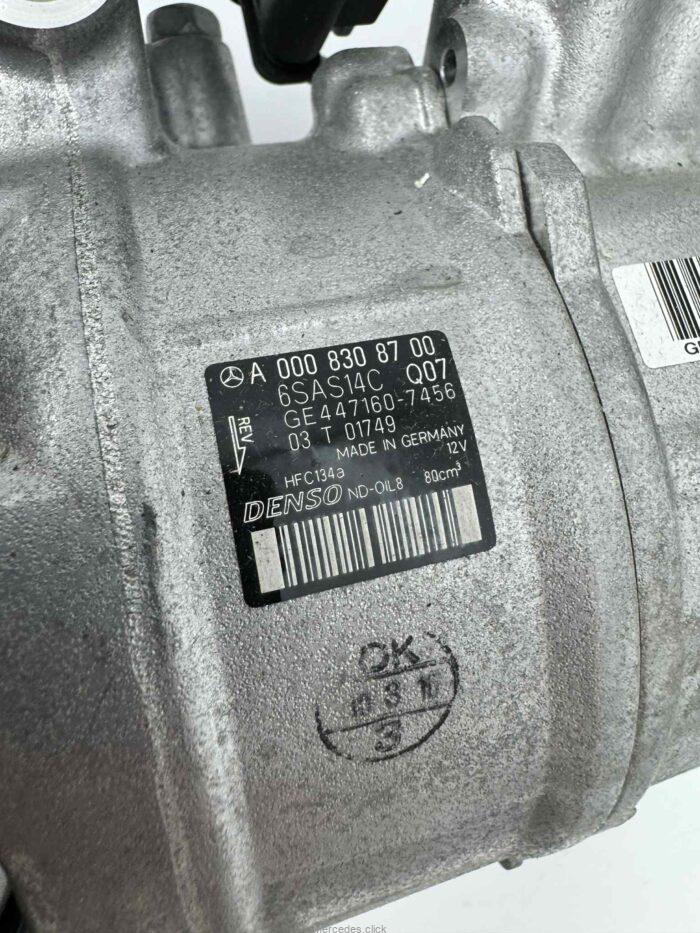 A 000 830 87 00
6SAS14C Q07
GE447160-7456
03 T 01749
MADE IN GERMANY
REV
12V
HFC134a
DENSO ND-OIL8 80cm³
OK
3